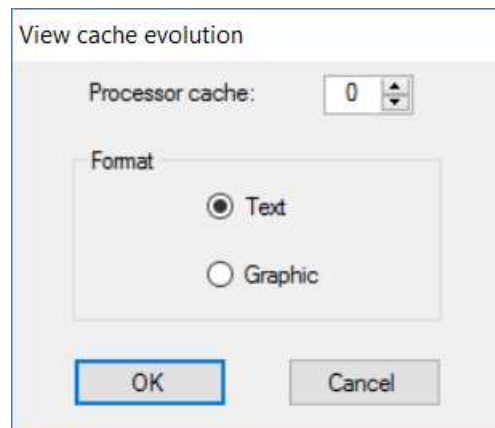 View cache evolution
Processor cache: 0
Format
Text
Graphic
OK Cancel